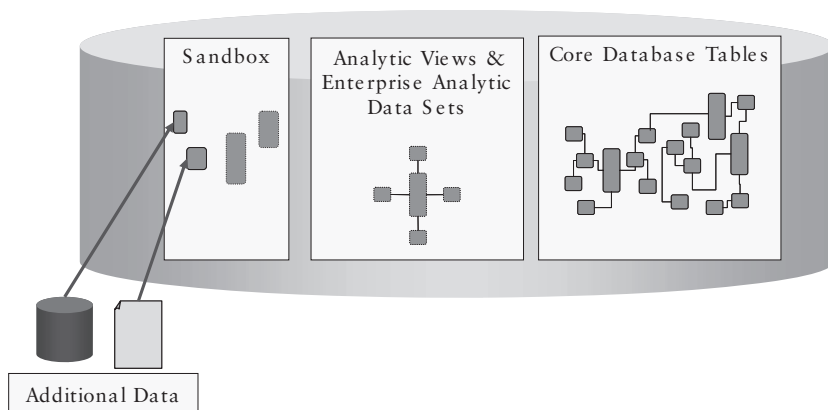 Sandbox
Analytic Views &
Enterprise Analytic
Data Sets
Core Database Tables
Additional Data